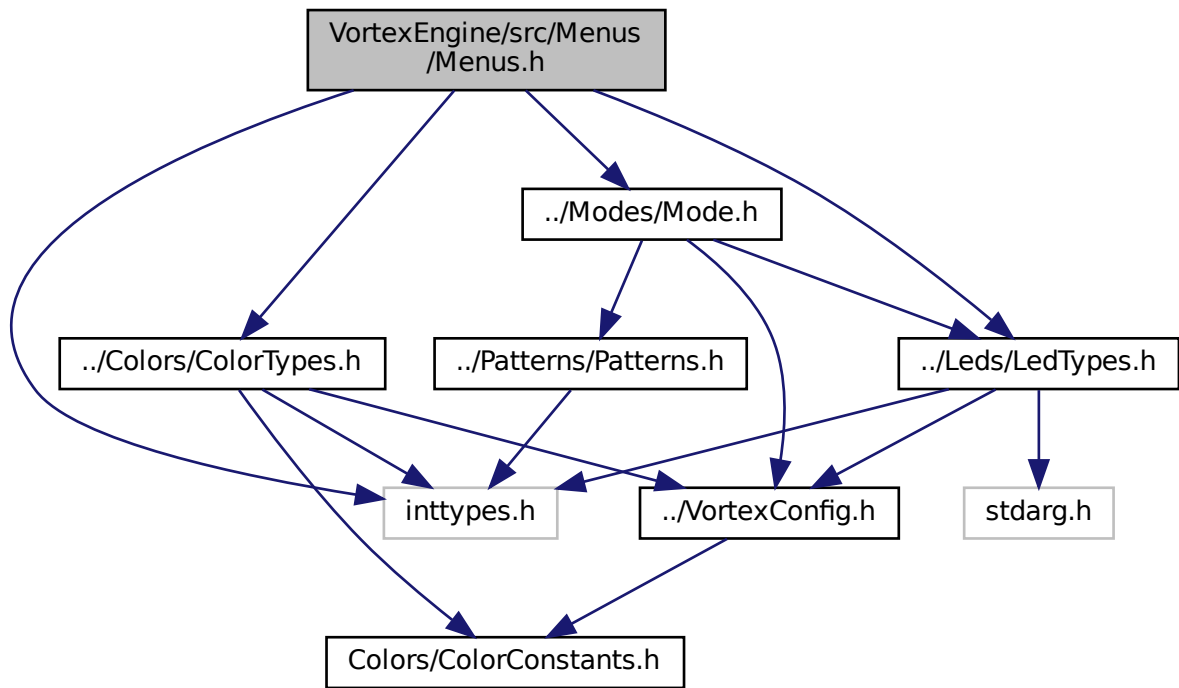 VortexEngine/src/Menus
/Menus.h
../Modes/Mode.h
../Colors/ColorTypes.h
../Patterns/Patterns.h
../Leds/LedTypes.h
inttypes.h
../VortexConfig.h
stdarg.h
Colors/ColorConstants.h